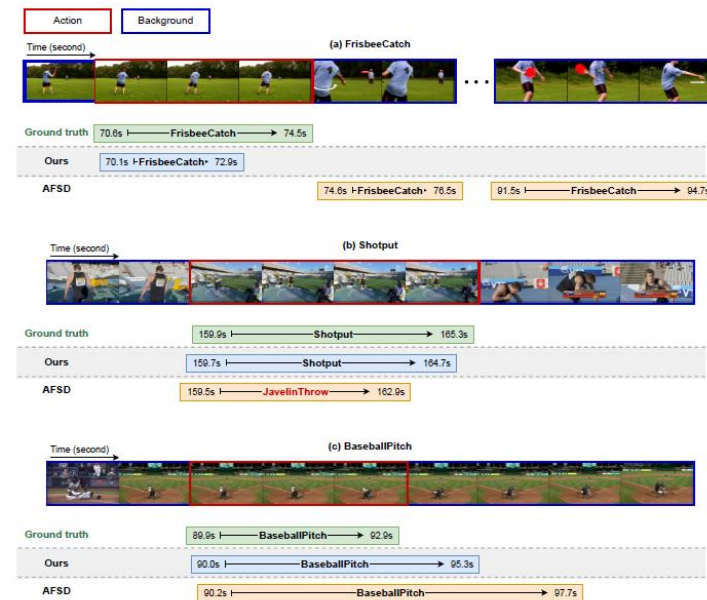 Action Background
Time (second) (a) FrisbeeCatch
Ground truth 70.6s FrisbeeCatch 74.5s
Ours 70.1s FrisbeeCatch 72.9s
AFSD 74.6s FrisbeeCatch 76.5s 91.5s FrisbeeCatch 94.7s
Time (second) (b) Shotput
Ground truth 159.9s Shotput 165.3s
Ours 159.7s Shotput 164.7s
AFSD 159.5s JavelinThrow 162.9s
Time (second) (c) BaseballPitch
Ground truth 89.9s BaseballPitch 92.9s
Ours 90.0s BaseballPitch 95.3s
AFSD 90.2s BaseballPitch 97.7s